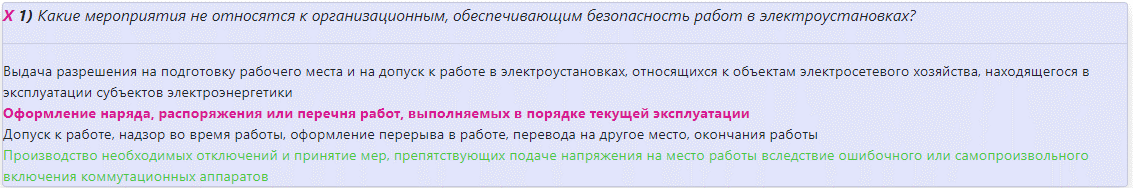 X 1) Какие мероприятия не относятся к организационным, обеспечивающим безопасность работ в электроустановках?
Выдача разрешения на подготовку рабочего места и на допуск к работе в электроустановках, относящихся к объектам электросетевого хозяйства, находящегося в
эксплуатации субъектов электроэнергетики
Оформление наряда, распоряжения или перечня работ, выполняемых в порядке текущей эксплуатации
Допуск к работе, надзор во время работы, оформление перерыва в работе, перевода на другое место, окончания работы
Производство необходимых отключений и принятие мер, препятствующих подаче напряжения на место работы вследствие ошибочного или самопроизвольного
включения коммутационных аппаратов